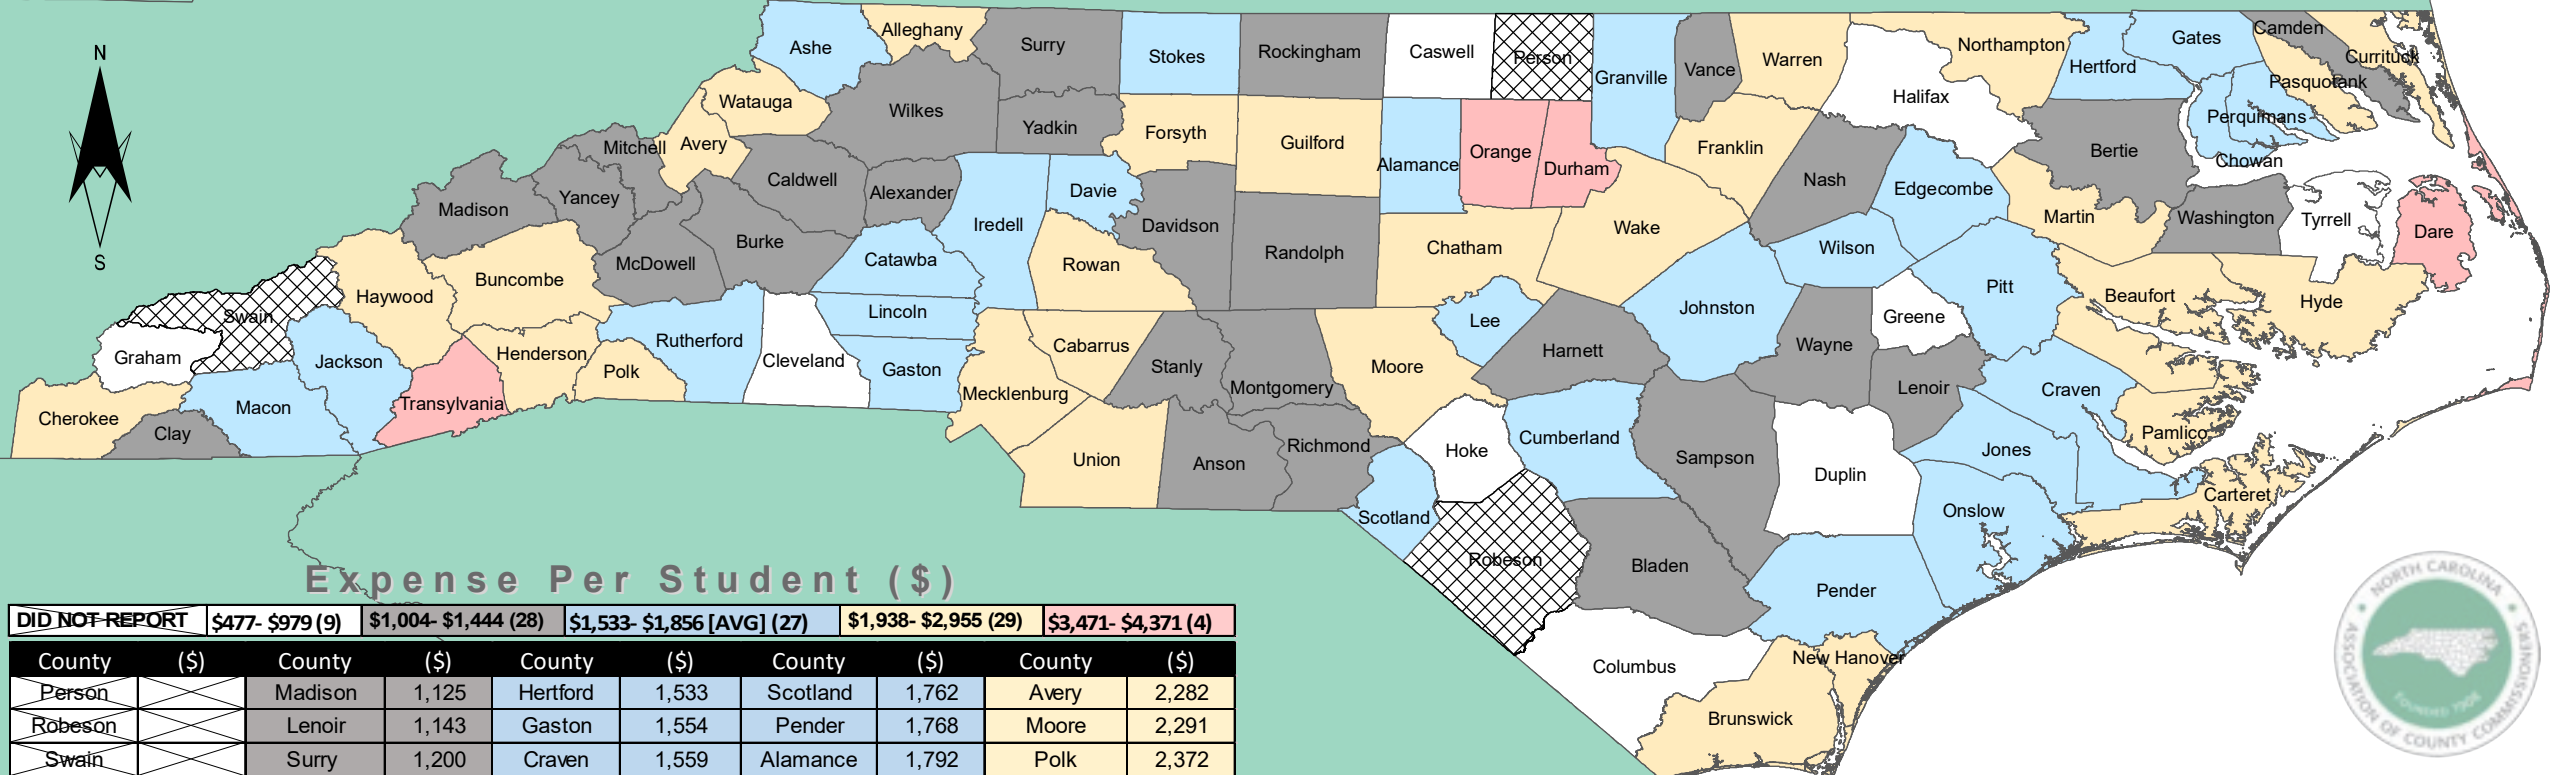 N
S
Ashe
Alleghany
Surry
Stokes
Rockingham
Caswell
Person
Granville
Vance
Warren
Northampton
Hertford
Gates
Camden
Currituck
Pasquotank
Perquimans
Chowan
Halifax
Watauga
Wilkes
Yadkin
Forsyth
Guilford
Alamance
Orange
Durham
Franklin
Nash
Edgecombe
Bertie
Martin
Washington
Tyrrell
Dare
Mitchell
Avery
Yancey
Madison
Caldwell
Alexander
Iredell
Davie
Davidson
Randolph
Chatham
Wake
Wilson
Burke
McDowell
Catawba
Rowan
Buncombe
Haywood
Swain
Graham
Jackson
Rutherford
Cleveland
Lincoln
Gaston
Henderson
Polk
Transylvania
Cherokee
Clay
Macon
Mecklenburg
Cabarrus
Stanly
Montgomery
Moore
Lee
Harnett
Johnston
Wayne
Greene
Pitt
Beaufort
Hyde
Lenoir
Craven
Pamlico
Union
Anson
Richmond
Hoke
Cumberland
Sampson
Duplin
Jones
Carteret
Onslow
Scotland
Robeson
Bladen
Pender
Columbus
New Hanover
Brunswick
Expense Per Student ($)
DID NOT REPORT $477- $979 (9) $1,004- $1,444 (28) $1,533- $1,856 [AVG] (27) $1,938- $2,955 (29) $3,471- $4,371 (4)
County ($) County ($) County ($) County ($) County ($)
Person Madison 1,125 Hertford 1,533 Scotland 1,762 Avery 2,282
Robeson Lenoir 1,143 Gaston 1,554 Pender 1,768 Moore 2,291
Swain Surry 1,200 Craven 1,559 Alamance 1,792 Polk 2,372
NORTH CAROLINA
ASSOCIATION OF COUNTY COMMISSIONERS